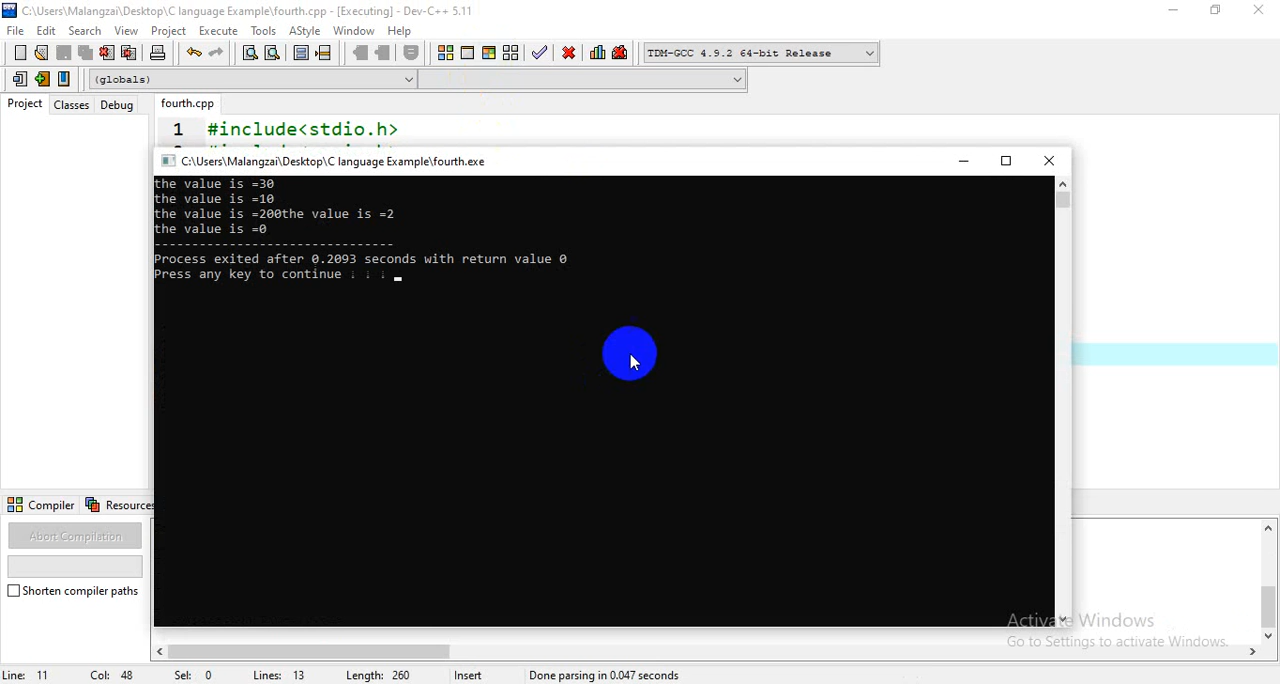 C:\Users\Malangzai\Desktop\C language Example\fourth.cpp - [Executing] - Dev-C++ 5.11
File Edit Search View Project Execute Tools AStyle Window Help
TDM-GCC 4.9.2 64-bit Release
(globals)
Project Classes Debug fourth.cpp
1 #include<stdio.h>
C:\Users\Malangzai\Desktop\C language Example\fourth.exe
the value is =30
the value is =10
the value is =200the value is =2
the value is =0
--------------------------------
Process exited after 0.2093 seconds with return value 0
Press any key to continue . . .
Compiler Resources
Abort Compilation
Shorten compiler paths
Activate Windows
Go to Settings to activate Windows.
Line: 11 Col: 48 Sel: 0 Lines: 13 Length: 260 Insert Done parsing in 0.047 seconds